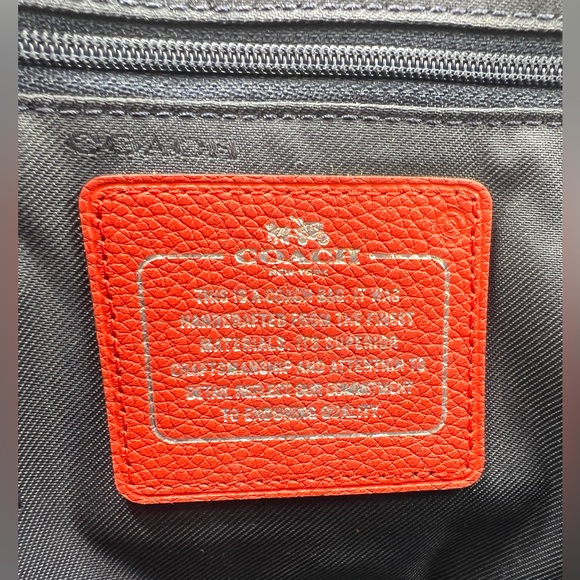 COACH
COACH
NEW YORK
THIS IS A COACH BAG. IT WAS
HANDCRAFTED FROM THE FINEST
MATERIALS. ITS SUPERIOR
CRAFTSMANSHIP AND ATTENTION TO
DETAIL REFLECT OUR COMMITMENT
TO ENDURING QUALITY.